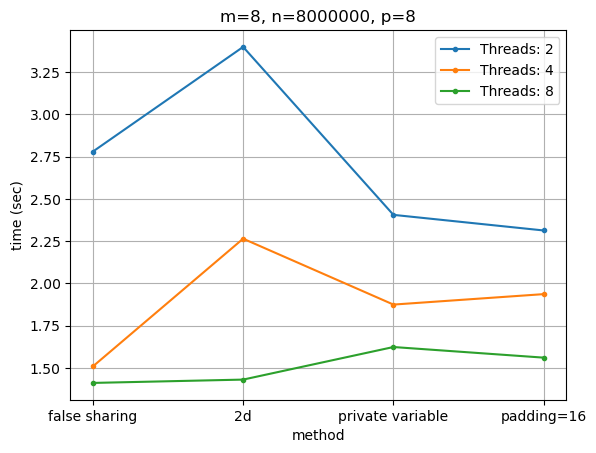 m=8, n=8000000, p=8
Threads: 2
Threads: 4
Threads: 8
time (sec)
3.25
3.00
2.75
2.50
2.25
2.00
1.75
1.50
false sharing
2d
private variable
padding=16
method